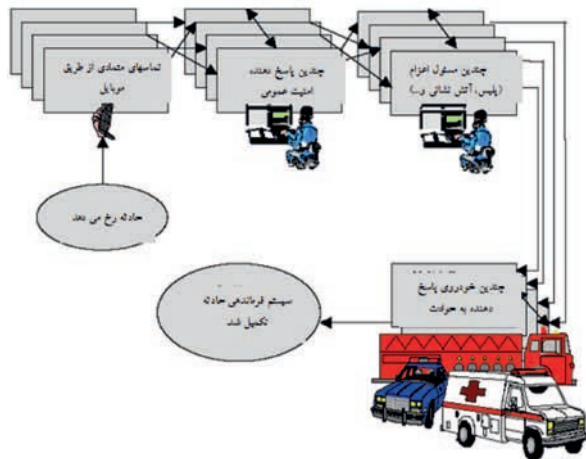 تماسهای متمادی از طریق
موبایل
چندین پاسخ دهنده
امنیت عمومی
چندین مسئول اعزام
(پلیس، آتش نشانی و...)
حادثه رخ می دهد
چندین خودروی پاسخ
دهنده به حوادث
سیستم فرماندهی حادثه
تکمیل شد